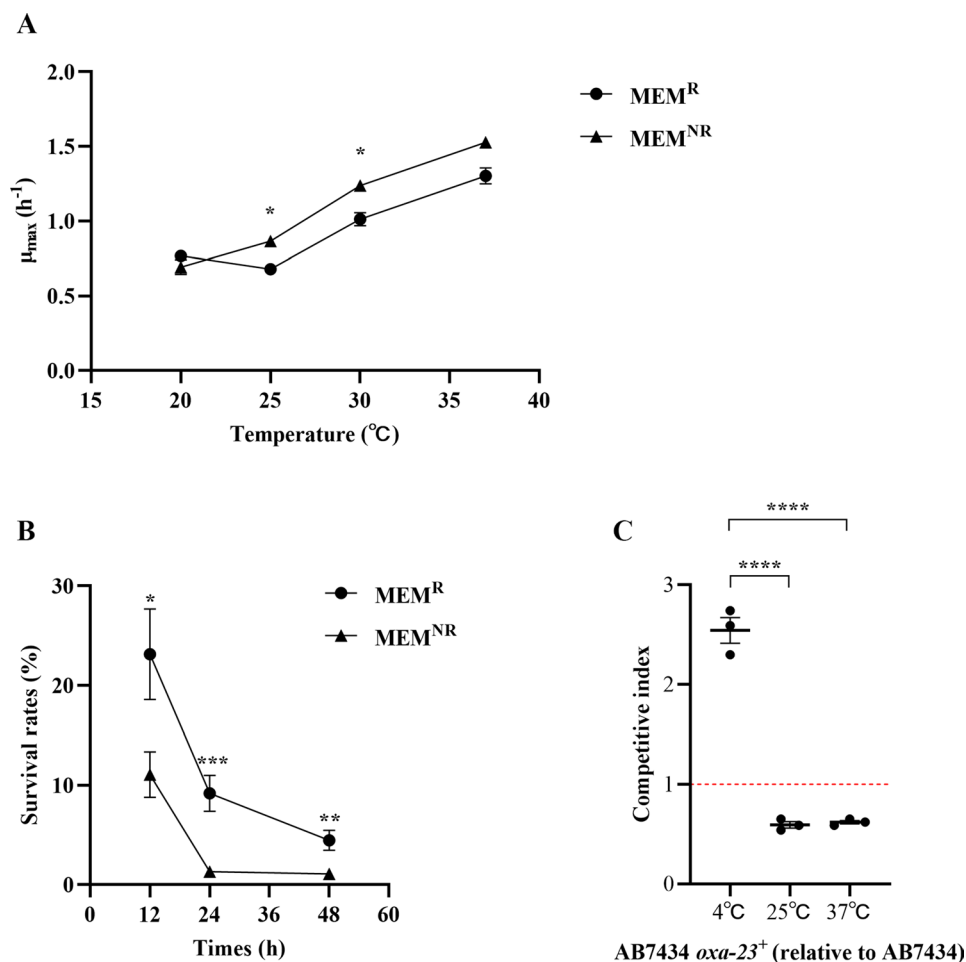 A
2.0
1.5
1.0
0.5
0.0
μmax (h-1)
15 20 25 30 35 40
Temperature (℃)
* *
MEMR
MEMNR
B
30
20
10
0
Survival rates (%)
0 12 24 36 48 60
Times (h)
* *** **
MEMR
MEMNR
C
****
****
3
2
1
0
Competitive index
4℃ 25℃ 37℃
AB7434 oxa-23+ (relative to AB7434)